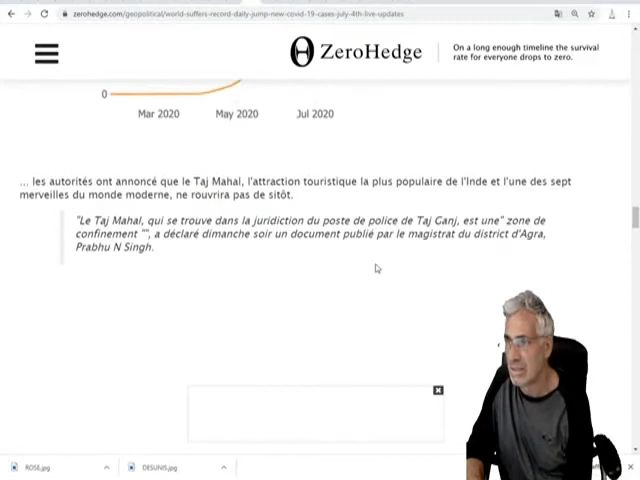 zerohedge.com/geopolitical/world-suffers-record-daily-jump-new-covid-19-cases-july-4th-live-updates
ZeroHedge
On a long enough timeline the survival
rate for everyone drops to zero.
0
Mar 2020
May 2020
Jul 2020
... les autorités ont annoncé que le Taj Mahal, l'attraction touristique la plus populaire de l'Inde et l'une des sept
merveilles du monde moderne, ne rouvrira pas de sitôt.
"Le Taj Mahal, qui se trouve dans la juridiction du poste de police de Taj Ganj, est une" zone de
confinement "", a déclaré dimanche soir un document publié par le magistrat du district d'Agra,
Prabhu N Singh.
ROSE.jpg
DESUNIS.jpg